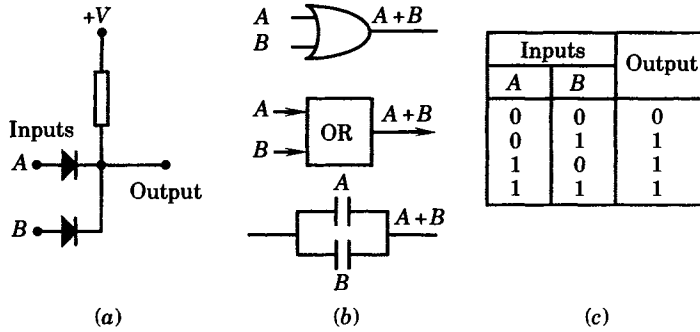 +V
Inputs
A
Output
B
(a)
A
B
A+B
A
B
OR
A+B
A
A+B
B
(b)
Inputs Output
A B
0 0 0
0 1 1
1 0 1
1 1 1
(c)